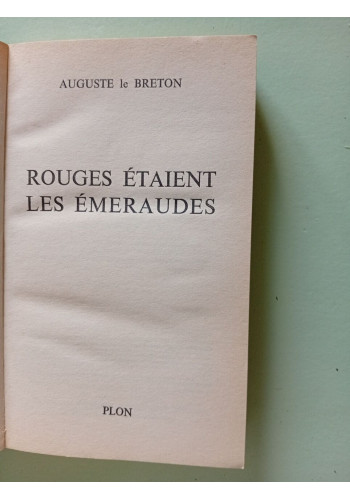 AUGUSTE le BRETON
ROUGES ÉTAIENT
LES ÉMERAUDES
PLON